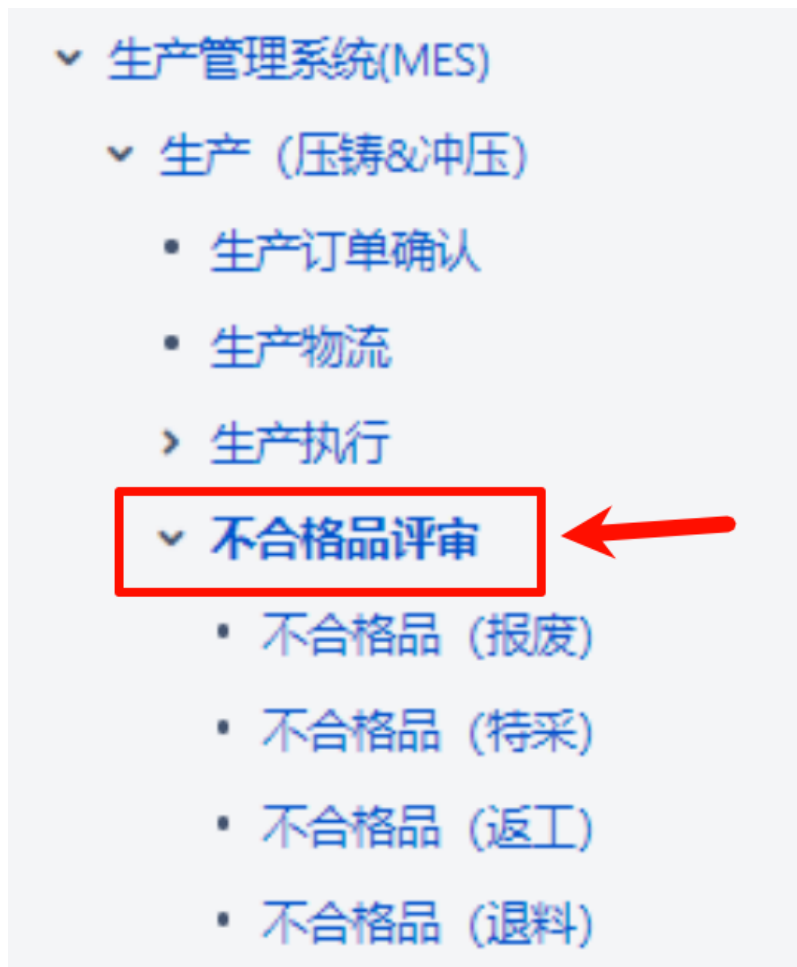 生产管理系统(MES)
生产（压铸&冲压）
生产订单确认
生产物流
生产执行
不合格品评审
不合格品（报废）
不合格品（特采）
不合格品（返工）
不合格品（退料）